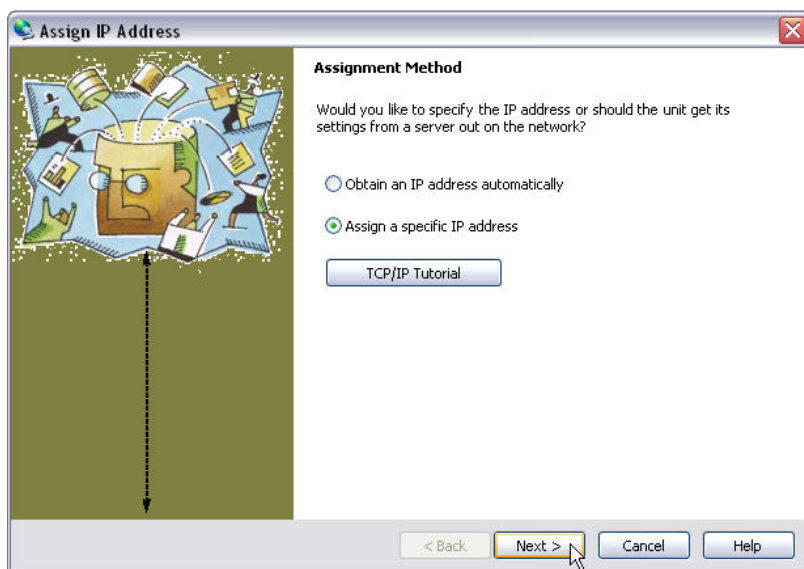 Assign IP Address
Assignment Method
Would you like to specify the IP address or should the unit get its
settings from a server out on the network?
Obtain an IP address automatically
Assign a specific IP address
TCP/IP Tutorial
< Back
Next >
Cancel
Help